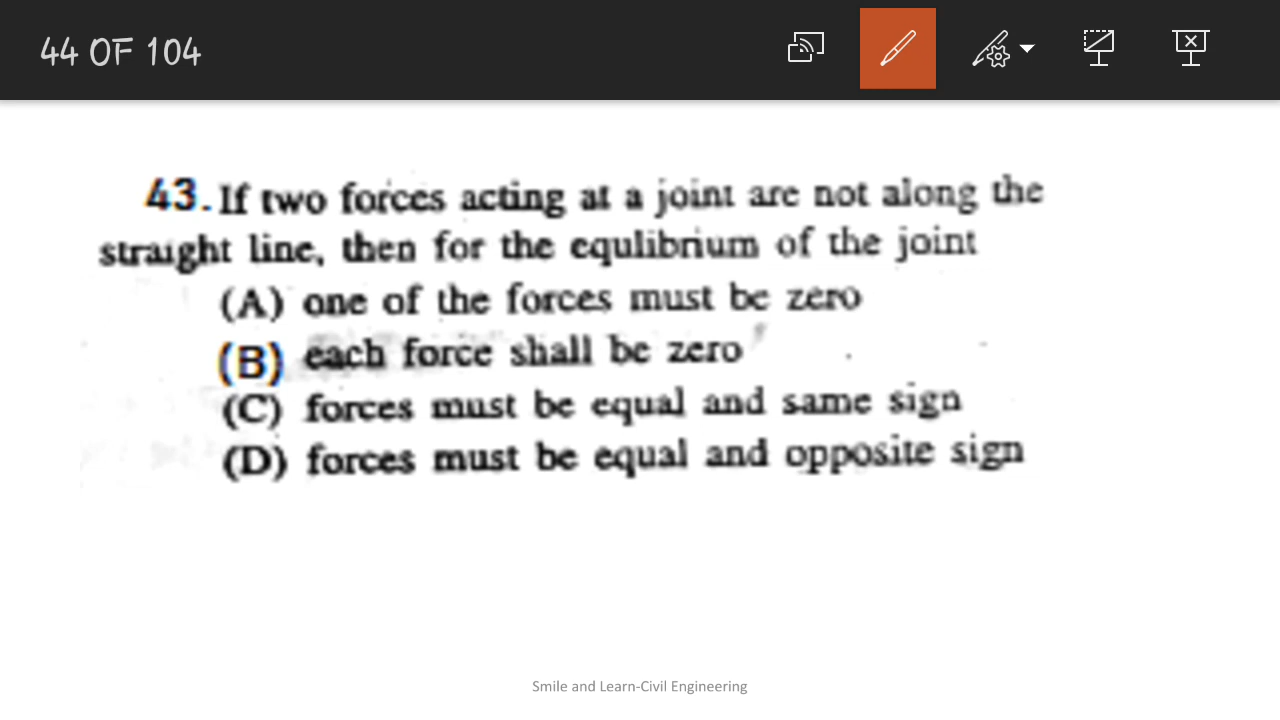 44 OF 104
43. If two forces acting at a joint are not along the
straight line, then for the equlibrium of the joint
(A) one of the forces must be zero
(B) each force shall be zero
(C) forces must be equal and same sign
(D) forces must be equal and opposite sign
Smile and Learn-Civil Engineering